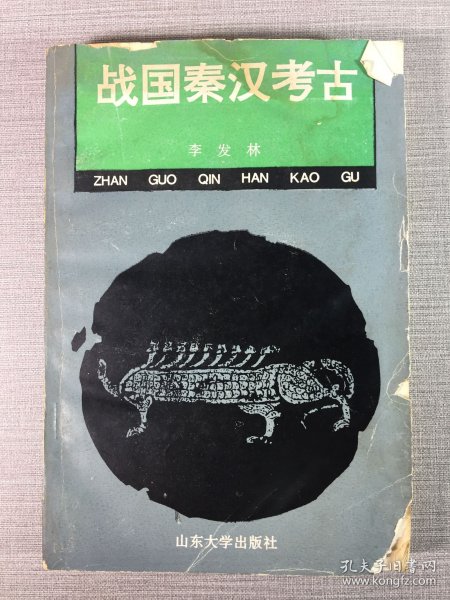 战国秦汉考古
李发林
ZHAN GUO QIN HAN KAO GU
山东大学出版社
孔夫子旧书网
www.kongfz.com